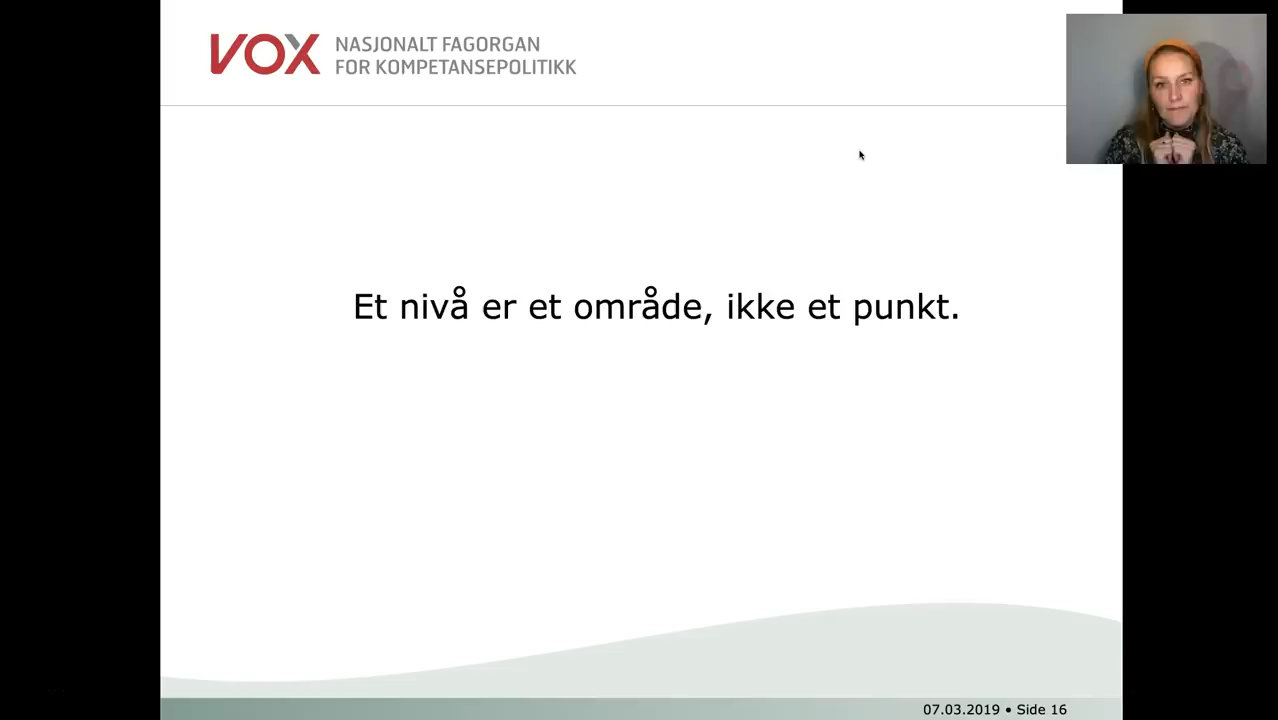 VOX NASJONALT FAGORGAN
FOR KOMPETANSEPOLITIKK
Et nivå er et område, ikke et punkt.
07.03.2019 • Side 16